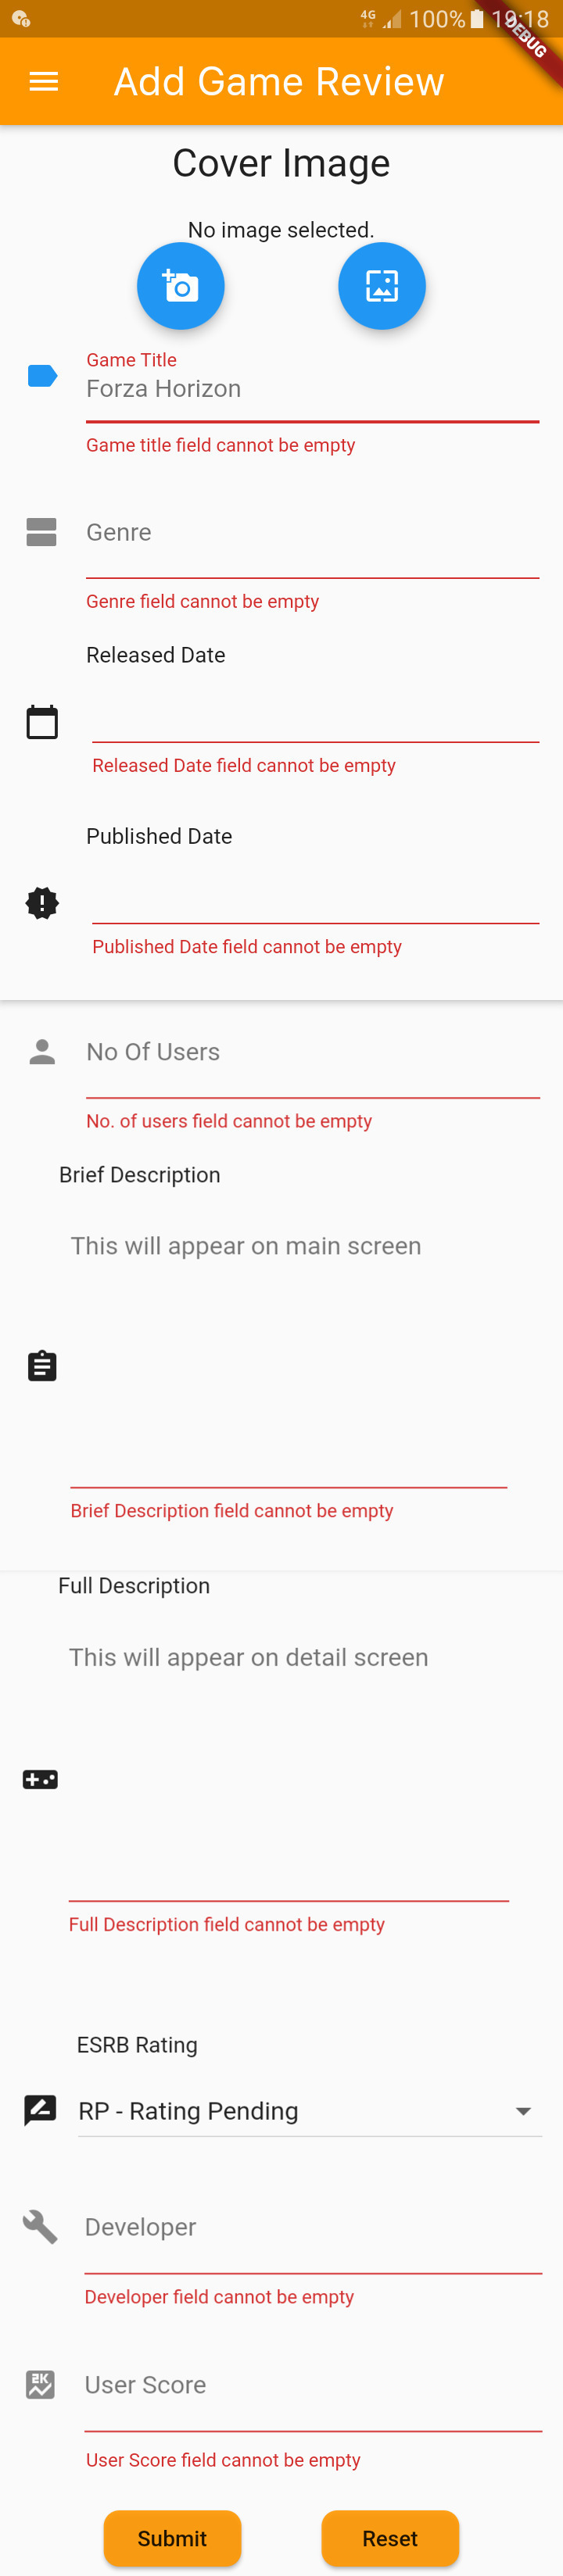 4G 100% 19:18
DEBUG
Add Game Review
Cover Image
No image selected.
Game Title
Forza Horizon
Game title field cannot be empty
Genre
Genre field cannot be empty
Released Date
Released Date field cannot be empty
Published Date
Published Date field cannot be empty
No Of Users
No. of users field cannot be empty
Brief Description
This will appear on main screen
Brief Description field cannot be empty
Full Description
This will appear on detail screen
Full Description field cannot be empty
ESRB Rating
RP - Rating Pending
Developer
Developer field cannot be empty
2K
User Score
User Score field cannot be empty
Submit Reset